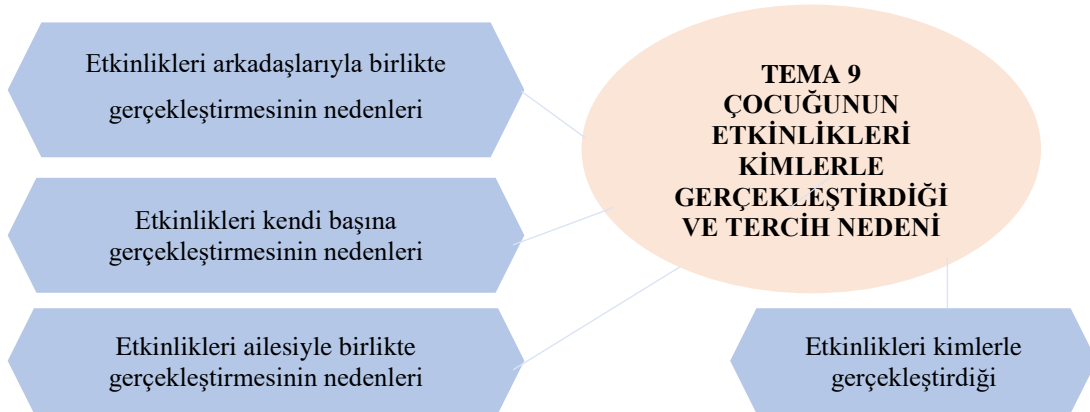 Etkinlikleri arkadaşlarıyla birlikte
gerçekleştirmesinin nedenleri
TEMA 9
ÇOCUĞUNUN
ETKİNLİKLERİ
KİMLERLE
GERÇEKLEŞTİRDİĞİ
VE TERCİH NEDENİ
Etkinlikleri kendi başına
gerçekleştirmesinin nedenleri
Etkinlikleri ailesiyle birlikte
gerçekleştirmesinin nedenleri
Etkinlikleri kimlerle
gerçekleştirdiği